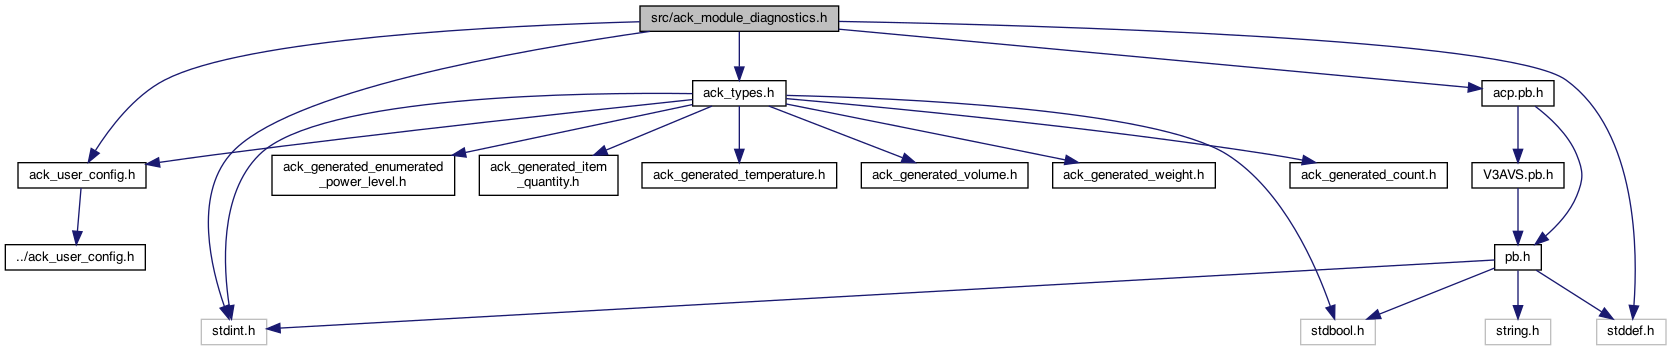 src/ack_module_diagnostics.h
ack_types.h
acp.pb.h
ack_user_config.h
ack_generated_enumerated
_power_level.h
ack_generated_item
_quantity.h
ack_generated_temperature.h
ack_generated_volume.h
ack_generated_weight.h
ack_generated_count.h
V3AVS.pb.h
../ack_user_config.h
pb.h
stdint.h
stdbool.h
string.h
stddef.h